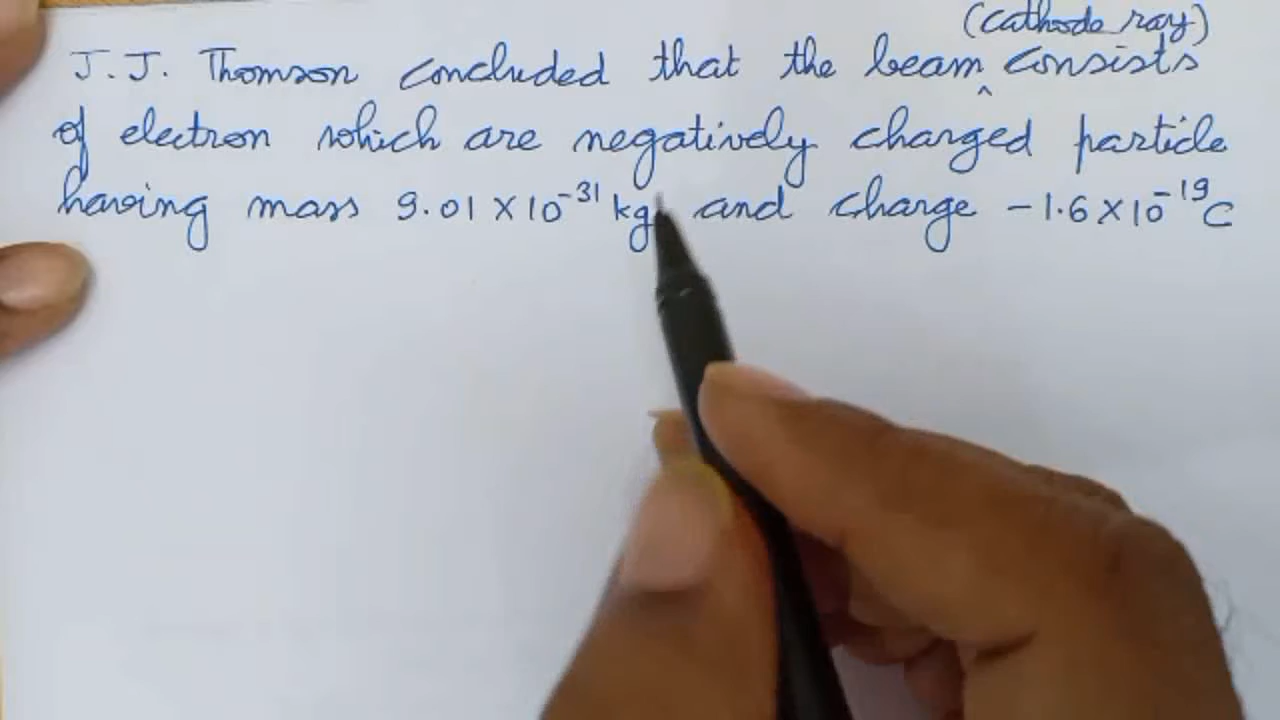 (cathode ray)
J.J. Thomson concluded that the beam ^ consists
of electron which are negatively charged particle
having mass 9.01 × 10⁻³¹ kg and charge -1.6 × 10⁻¹⁹ C